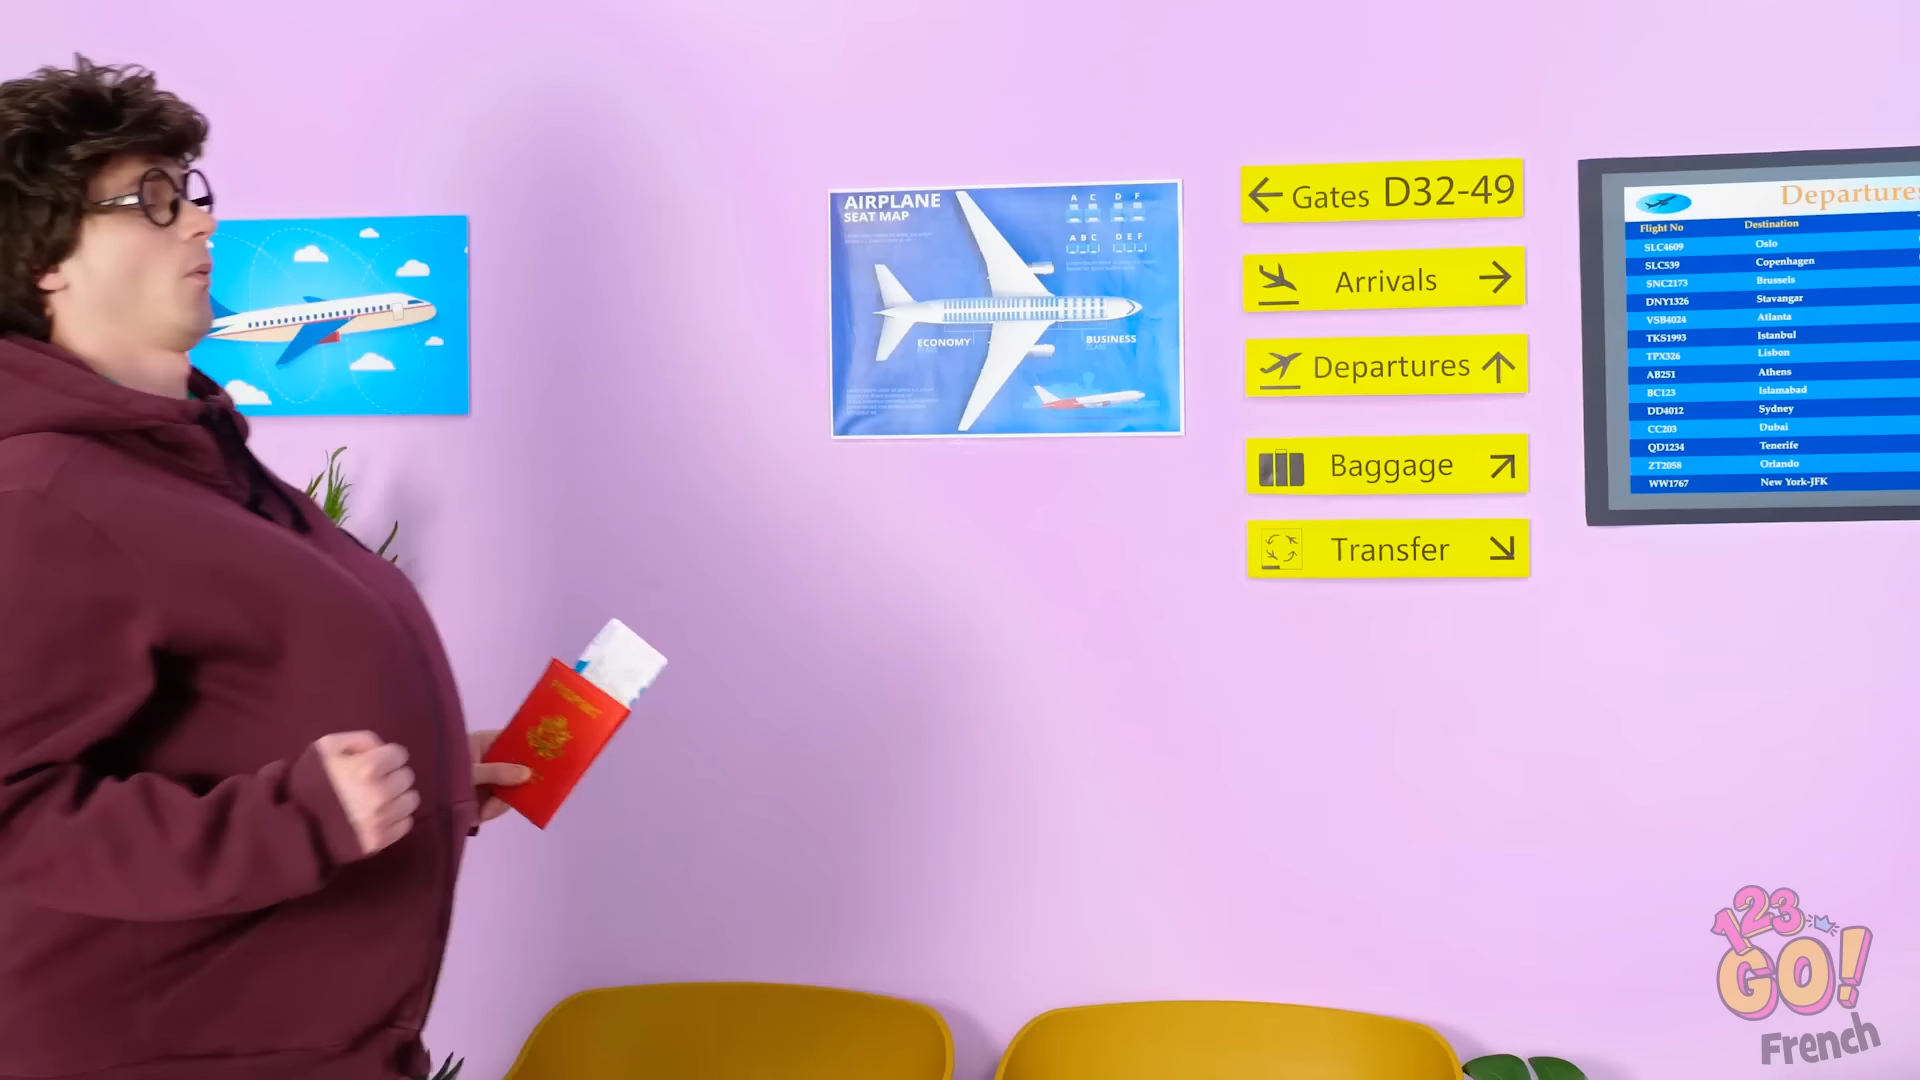 AIRPLANE
SEAT MAP
A C D F
A B C D E F
ECONOMY
CLASS
BUSINESS
CLASS
Gates D32-49
Arrivals
Departures
Baggage
Transfer
Departures
Flight No Destination
SLC4609 Oslo
SLC539 Copenhagen
SNC2173 Brussels
DNY1326 Stavangar
VSB4024 Atlanta
TKS1993 Istanbul
TPX326 Lisbon
AB251 Athens
BC123 Islamabad
DD4012 Sydney
CC203 Dubai
QD1234 Tenerife
ZT2058 Orlando
WW1767 New York-JFK
123
GO!
French